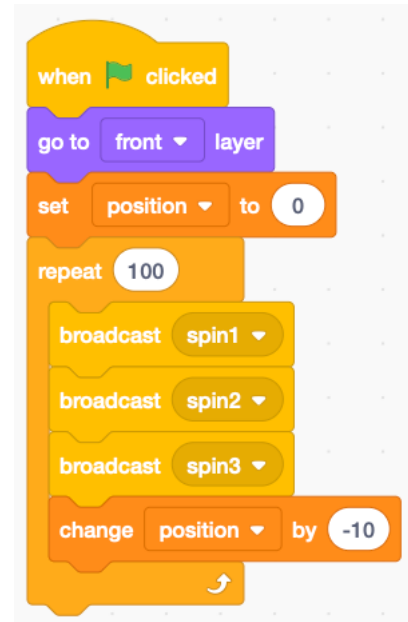 when clicked
go to front layer
set position to 0
repeat 100
broadcast spin1
broadcast spin2
broadcast spin3
change position by -10